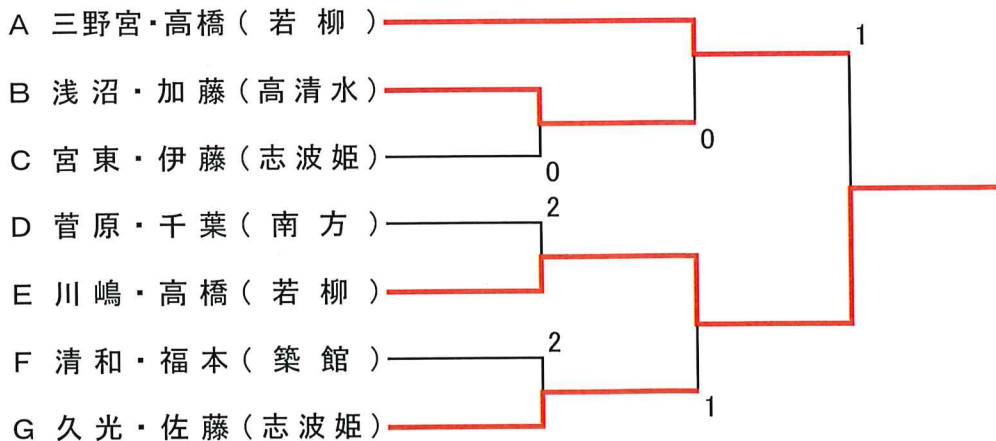 A 三野宮・高橋(若柳)
1
B 浅沼・加藤(高清水)
0
C 宮東・伊藤(志波姫)
0
D 菅原・千葉(南方)
2
E 川嶋・高橋(若柳)
F 清和・福本(築館)
2
1
G 久光・佐藤(志波姫)